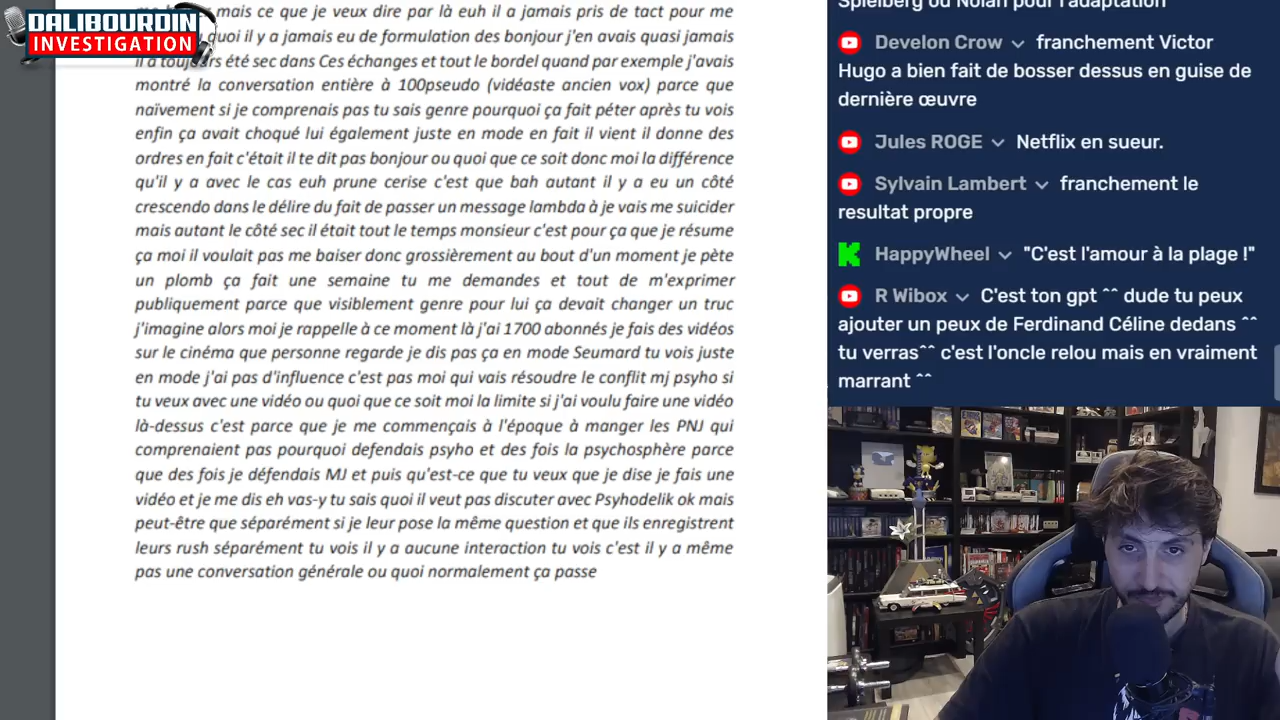 DALIBOURDIN
INVESTIGATION
mais ce que je veux dire par là euh il a jamais pris de tact pour me
quoi il y a jamais eu de formulation des bonjour j'en avais quasi jamais
il a toujours été sec dans Ces échanges et tout le bordel quand par exemple j'avais
montré la conversation entière à 100pseudo (vidéaste ancien vox) parce que
naïvement si je comprenais pas tu sais genre pourquoi ça fait péter après tu vois
enfin ça avait choqué lui également juste en mode en fait il vient il donne des
ordres en fait c'était il te dit pas bonjour ou quoi que ce soit donc moi la différence
qu'il y a avec le cas euh prune cerise c'est que bah autant il y a eu un côté
crescendo dans le délire du fait de passer un message lambda à je vais me suicider
mais autant le côté sec il était tout le temps monsieur c'est pour ça que je résume
ça moi il voulait pas me baiser donc grossièrement au bout d'un moment je pète
un plomb ça fait une semaine tu me demandes et tout de m'exprimer
publiquement parce que visiblement genre pour lui ça devait changer un truc
j'imagine alors moi je rappelle à ce moment là j'ai 1700 abonnés je fais des vidéos
sur le cinéma que personne regarde je dis pas ça en mode Seumard tu vois juste
en mode j'ai pas d'influence c'est pas moi qui vais résoudre le conflit mj psyho si
tu veux avec une vidéo ou quoi que ce soit moi la limite si j'ai voulu faire une vidéo
là-dessus c'est parce que je me commençais à l'époque à manger les PNJ qui
comprenaient pas pourquoi defendais psyho et des fois la psychosphère parce
que des fois je défendais MJ et puis qu'est-ce que tu veux que je dise je fais une
vidéo et je me dis eh vas-y tu sais quoi il veut pas discuter avec Psyhodelik ok mais
peut-être que séparément si je leur pose la même question et que ils enregistrent
leurs rush séparément tu vois il y a aucune interaction tu vois c'est il y a même
pas une conversation générale ou quoi normalement ça passe
Spielberg ou Nolan pour l'adaptation
Develon Crow franchement Victor
Hugo a bien fait de bosser dessus en guise de
dernière œuvre
Jules ROGE Netflix en sueur.
Sylvain Lambert franchement le
resultat propre
HappyWheel "C'est l'amour à la plage !"
R Wibox C'est ton gpt ^^ dude tu peux
ajouter un peux de Ferdinand Céline dedans ^^
tu verras^^ c'est l'oncle relou mais en vraiment
marrant ^^